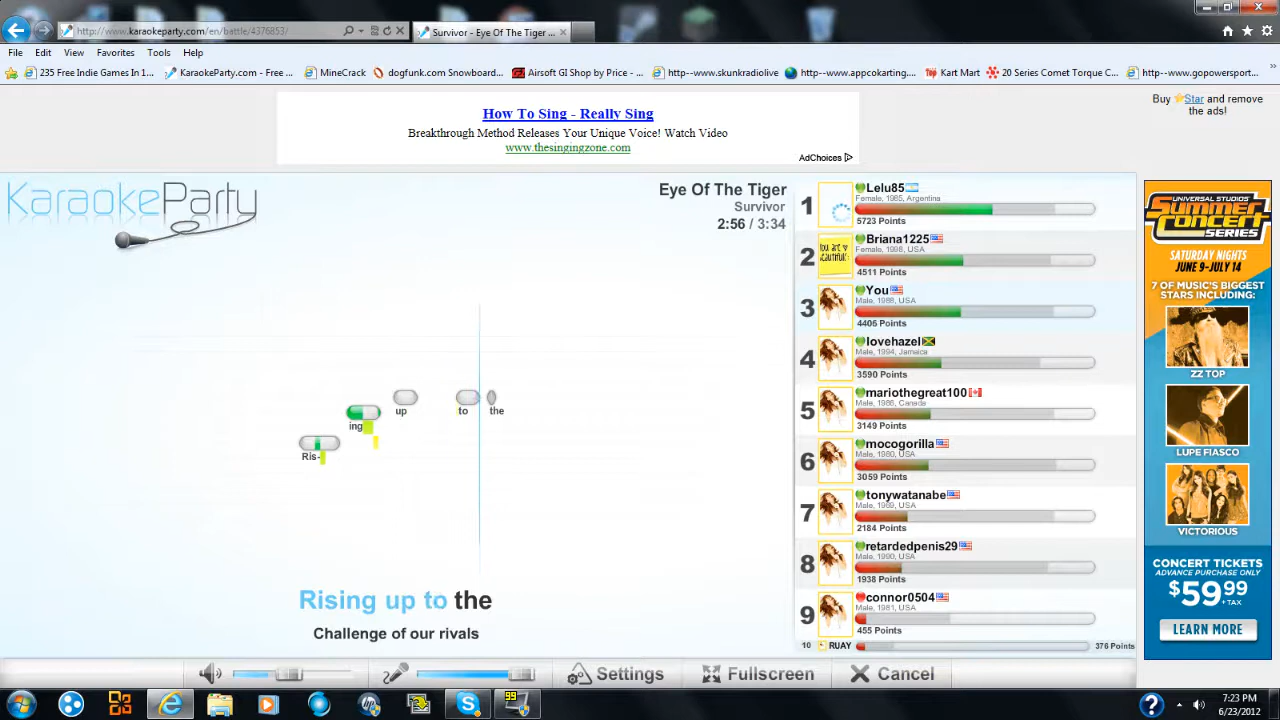 http://www.karaokeparty.com/en/battle/4376853/
Survivor - Eye Of The Tiger ...
File Edit View Favorites Tools Help
235 Free Indie Games In 1... KaraokeParty.com - Free ... MineCrack dogfunk.com Snowboard... Airsoft GI Shop by Price - ... http--www.skunkradiolive http--www.appcokarting.... Kart Mart 20 Series Comet Torque C... http--www.gopowersport...
How To Sing - Really Sing
Breakthrough Method Releases Your Unique Voice! Watch Video
www.thesingingzone.com
AdChoices
Buy Star and remove
the ads!
KaraokeParty
Eye Of The Tiger
Survivor
2:56 / 3:34
up
to
the
ing
Ris-
Rising up to the
Challenge of our rivals
1
Lelu85
Female, 1985, Argentina
5723 Points
2
You are beautiful
Briana1225
Female, 1998, USA
4511 Points
3
You
Male, 1988, USA
4406 Points
4
lovehazel
Male, 1994, Jamaica
3590 Points
5
mariothegreat100
Male, 1986, Canada
3149 Points
6
mocogorilla
Male, 1980, USA
3059 Points
7
tonywatanabe
Male, 1969, USA
2184 Points
8
retardedpenis29
Male, 1990, USA
1938 Points
9
connor0504
Male, 1981, USA
455 Points
10 RUAY 376 Points
UNIVERSAL STUDIOS
SUMMER
CONCERT
SERIES
SATURDAY NIGHTS
JUNE 9-JULY 14
7 OF MUSIC'S BIGGEST
STARS INCLUDING:
ZZ TOP
LUPE FIASCO
VICTORIOUS
CONCERT TICKETS
ADVANCE PURCHASE ONLY
$59.99 +TAX
LEARN MORE
Settings Fullscreen Cancel
99
7:23 PM
6/23/2012